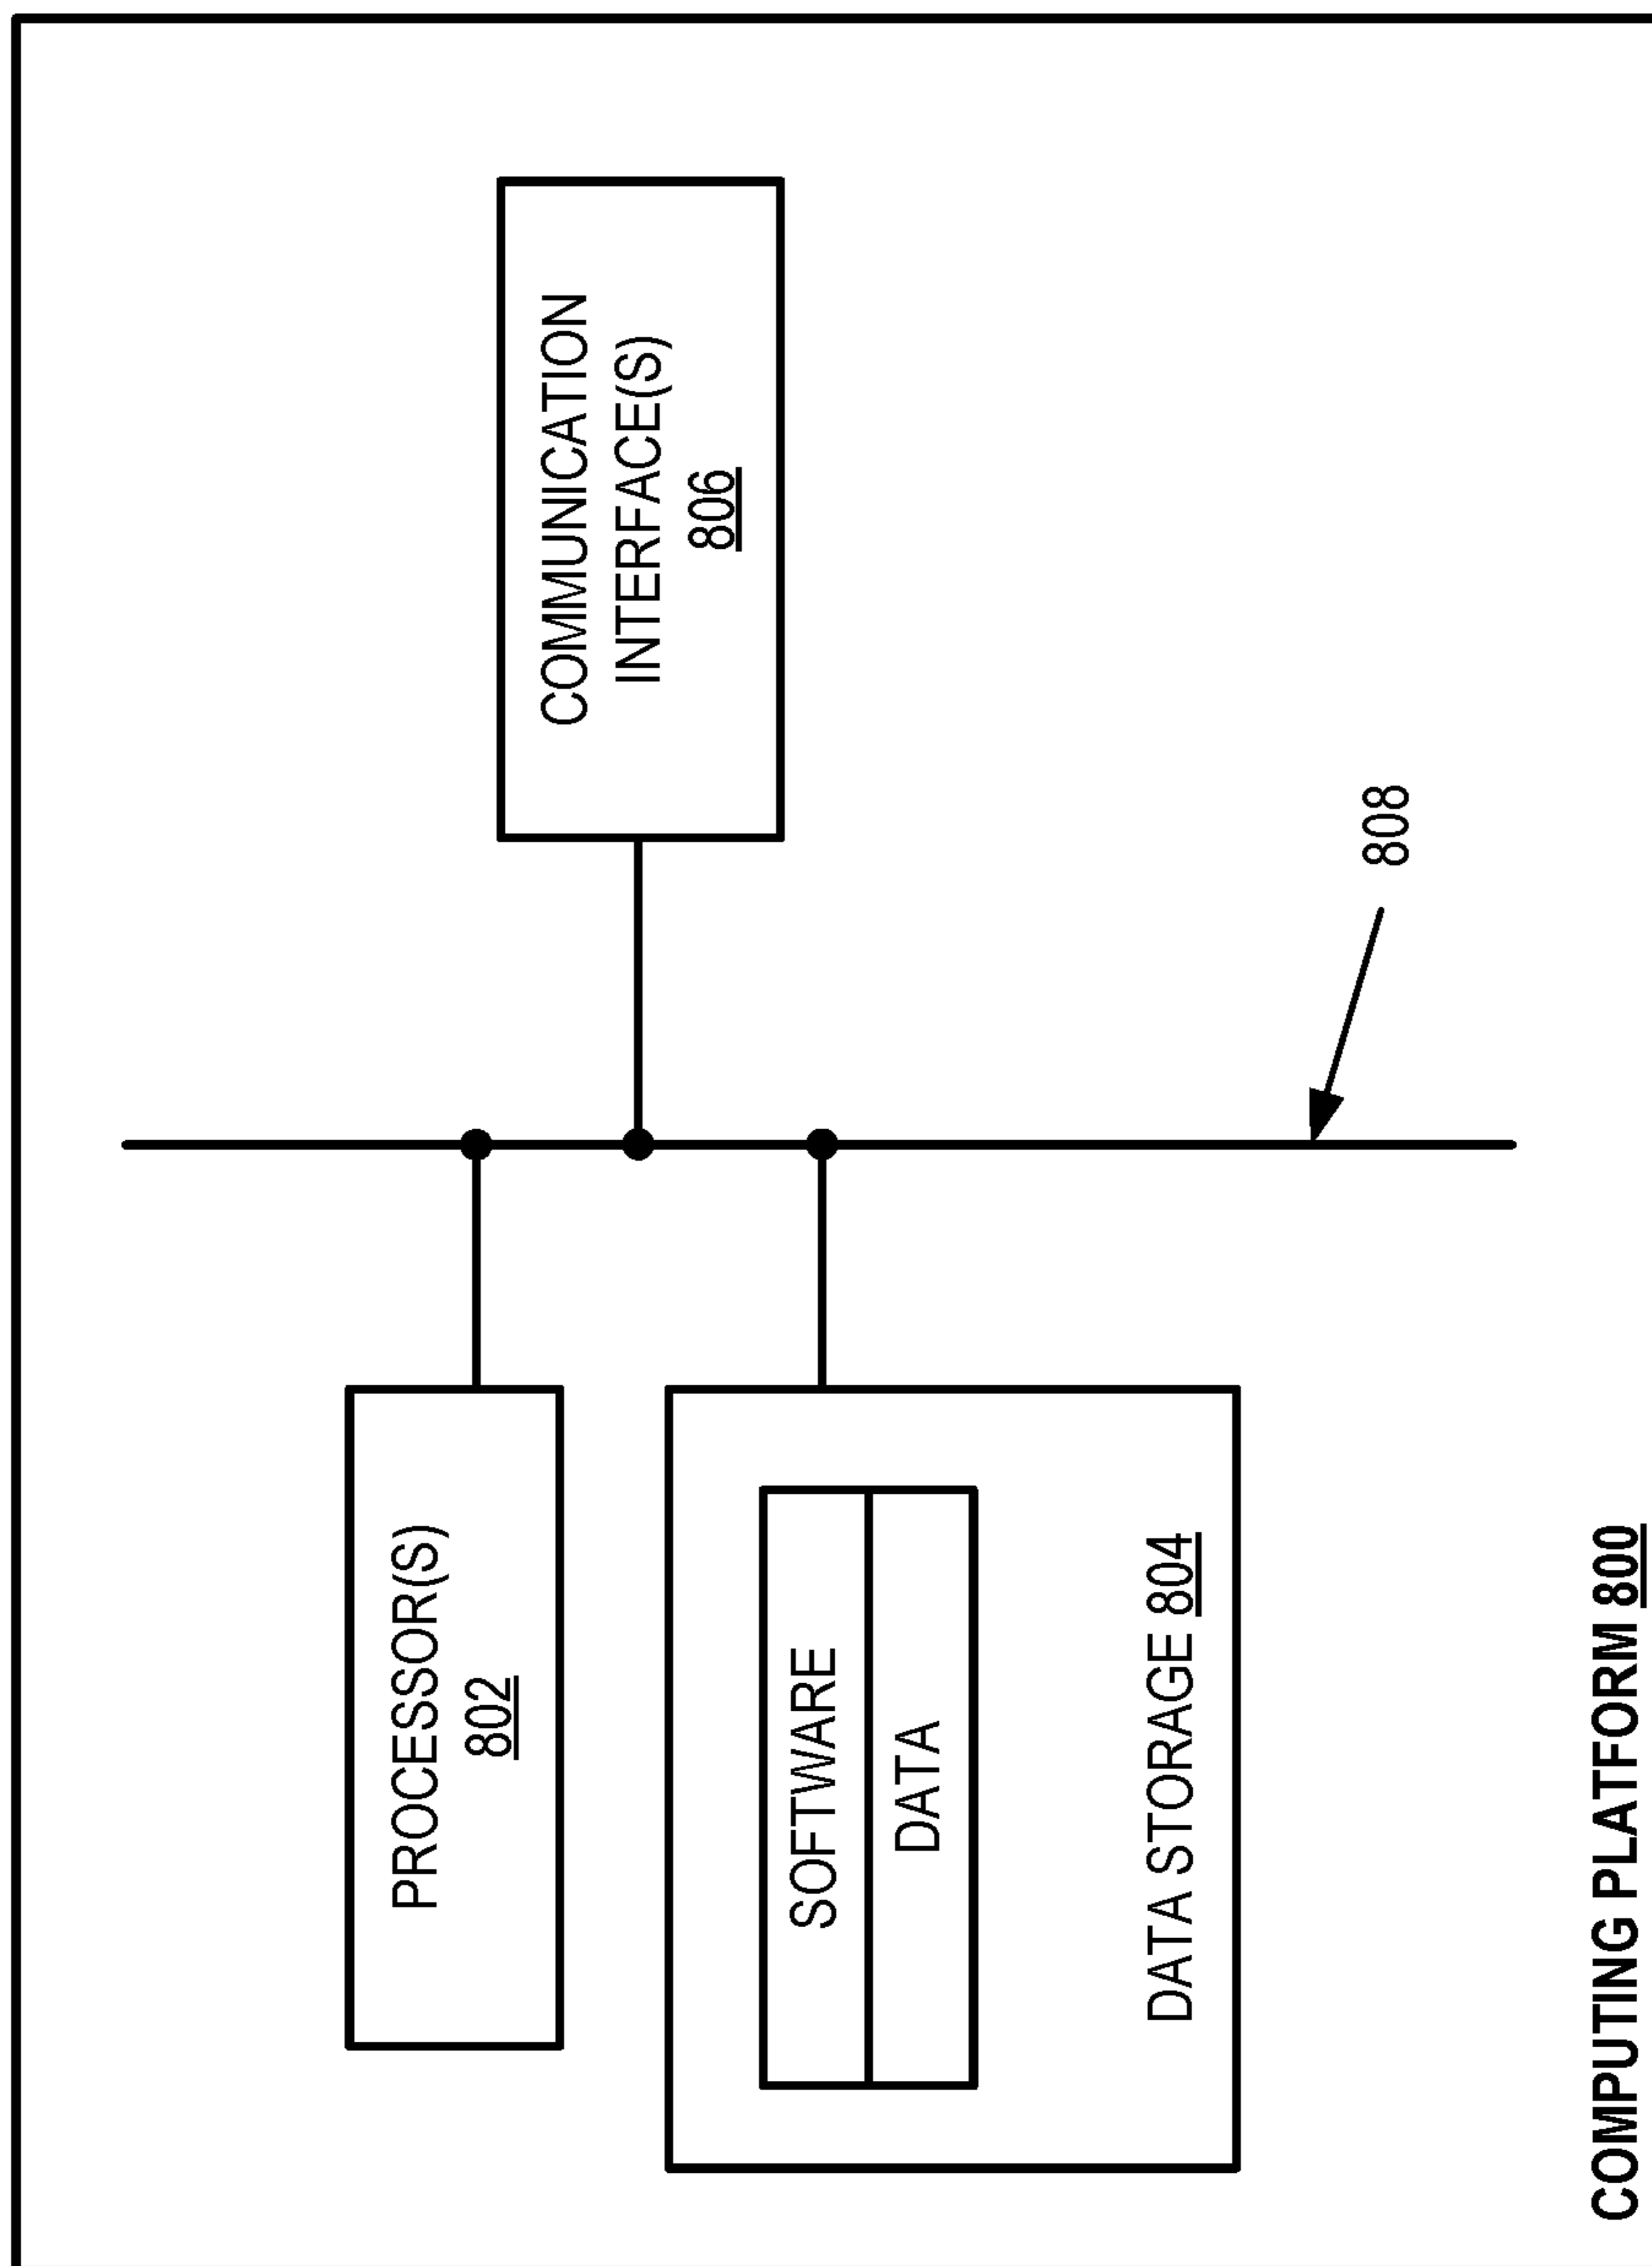 PROCESSOR(S)
802
COMMUNICATION
INTERFACE(S)
806
SOFTWARE
DATA
DATA STORAGE 804
808
COMPUTING PLATFORM 800